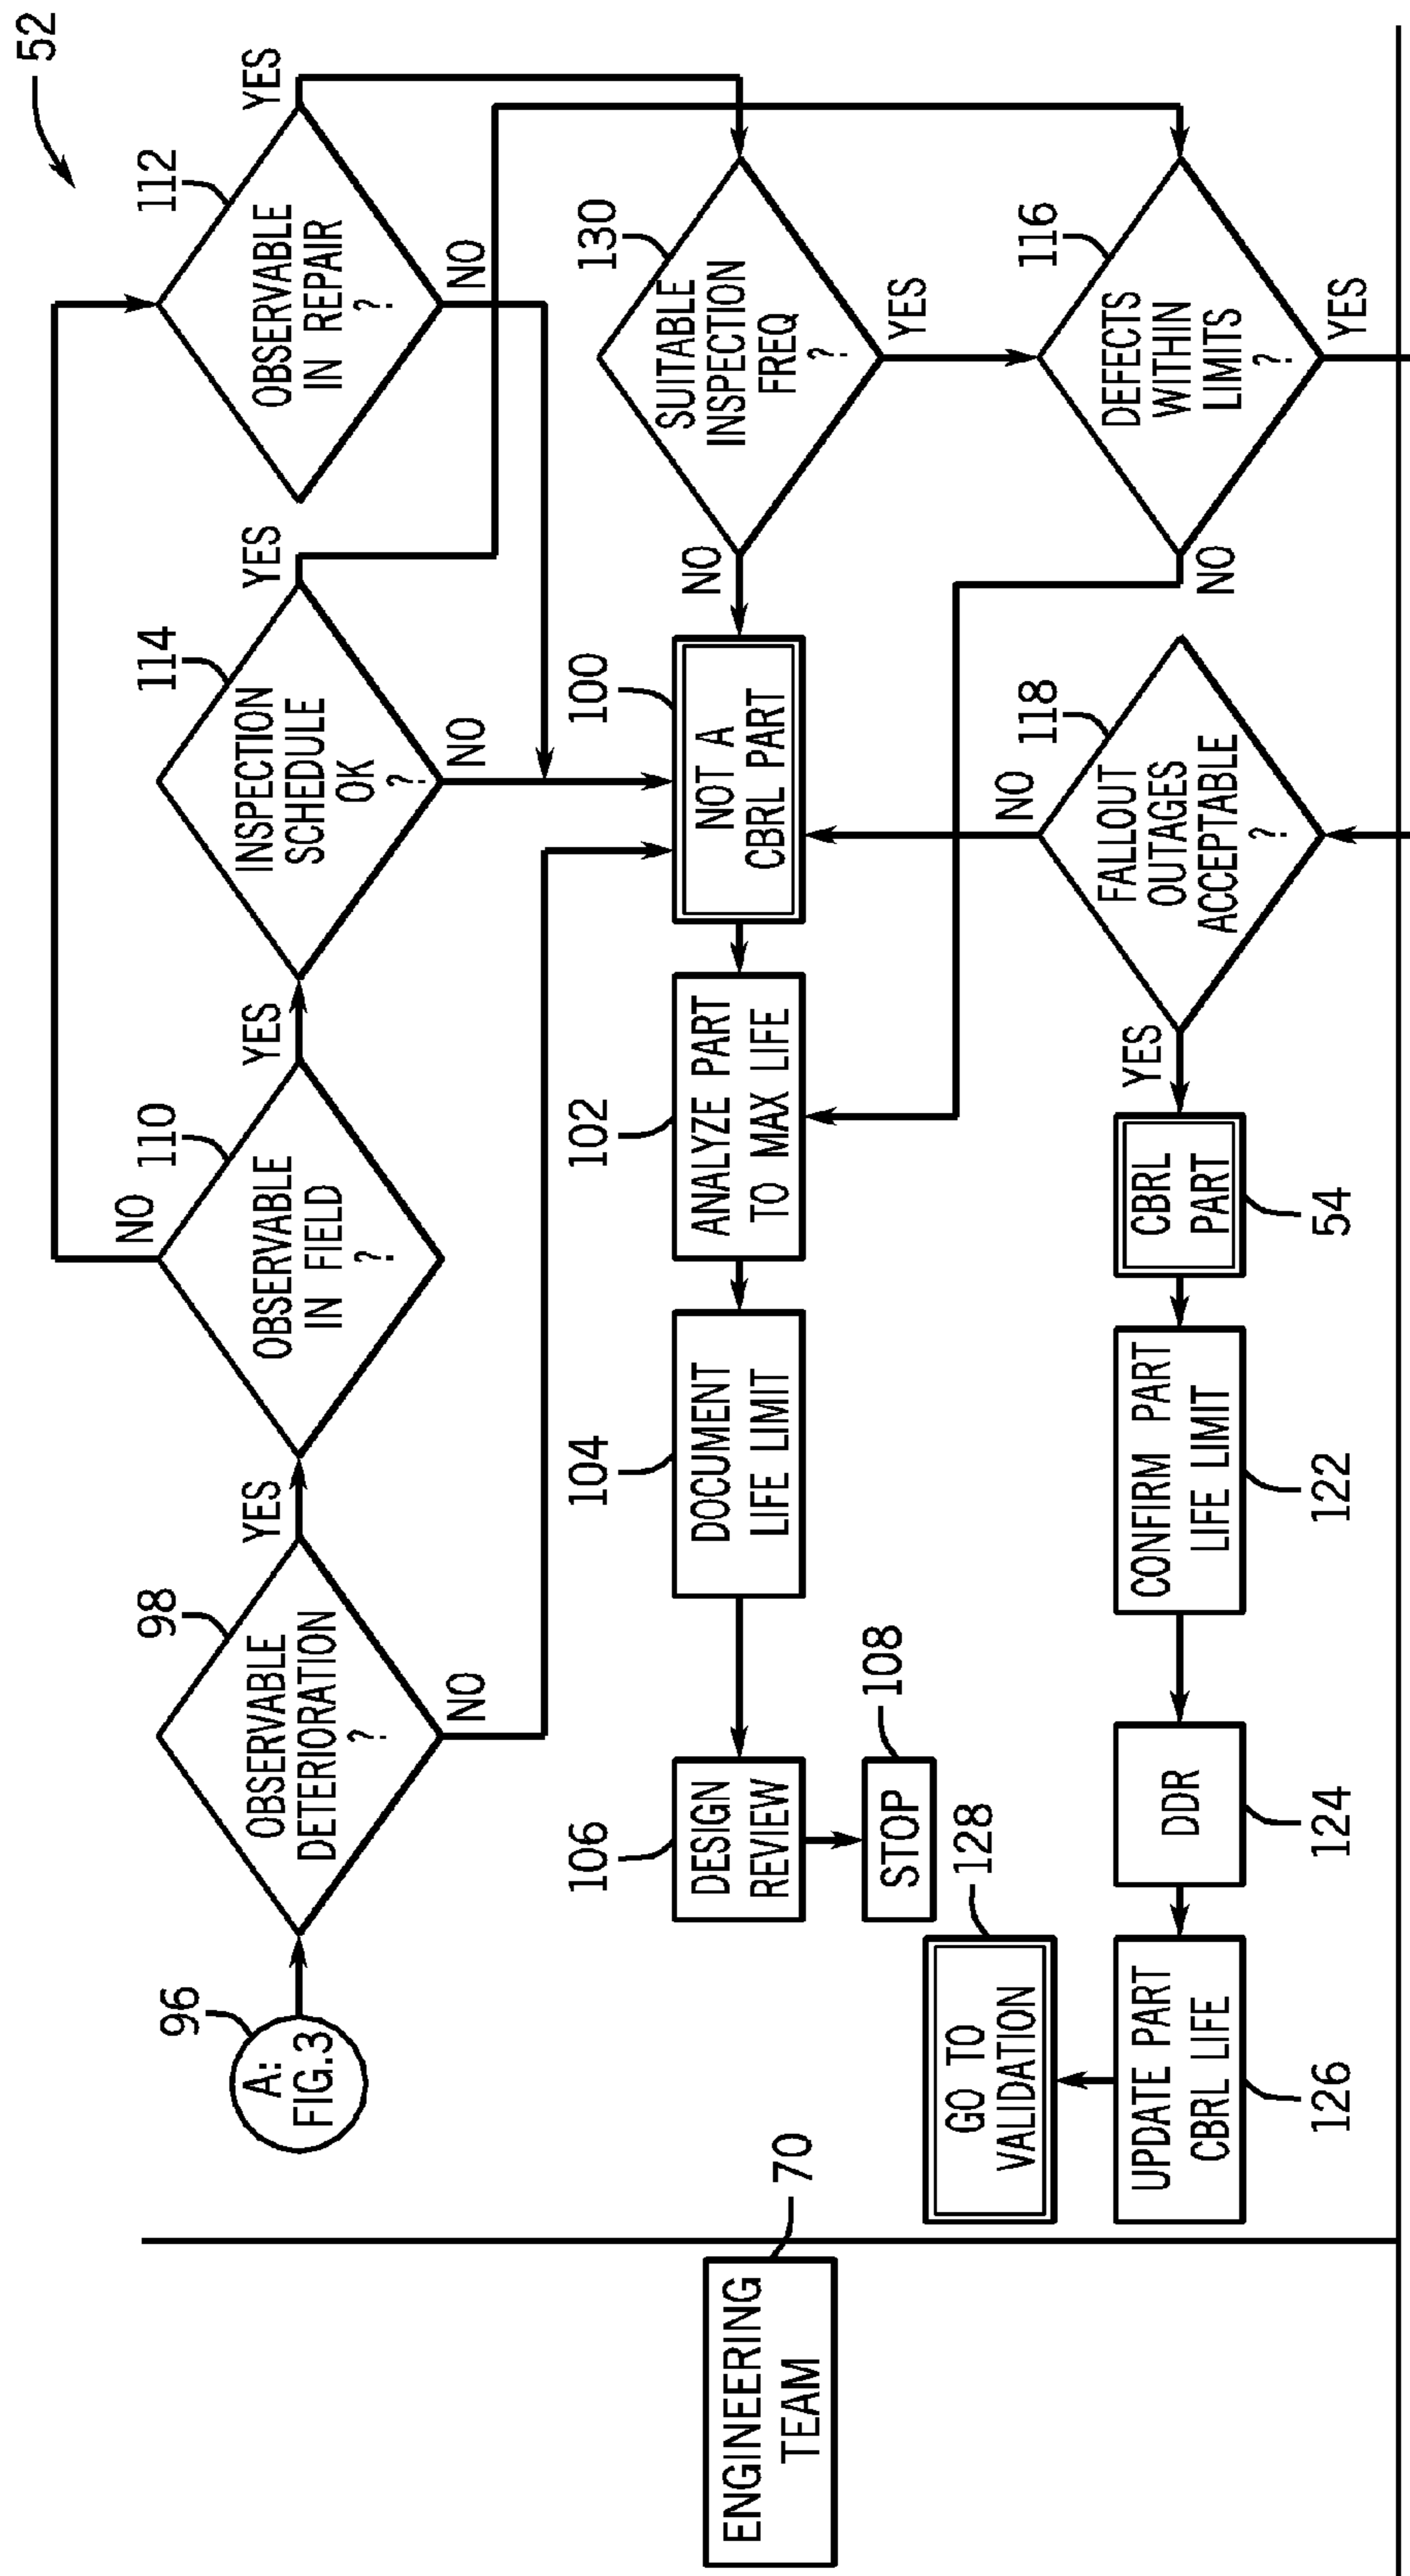 52
96
A:
FIG.3
98
OBSERVABLE
DETERIORATION
?
YES
NO
110
OBSERVABLE
IN FIELD
?
NO
YES
114
INSPECTION
SCHEDULE
OK
?
YES
NO
112
OBSERVABLE
IN REPAIR
?
YES
NO
ENGINEERING
TEAM
70
106
DESIGN
REVIEW
108
STOP
104
DOCUMENT
LIFE LIMIT
102
ANALYZE PART
TO MAX LIFE
100
NOT A
CBRL PART
NO
130
SUITABLE
INSPECTION
FREQ
?
YES
128
GO TO
VALIDATION
UPDATE PART
CBRL LIFE
126
DDR
124
CONFIRM PART
LIFE LIMIT
122
CBRL
PART
54
YES
118
FALLOUT
OUTAGES
ACCEPTABLE
?
NO
116
DEFECTS
WITHIN
LIMITS
?
NO
YES